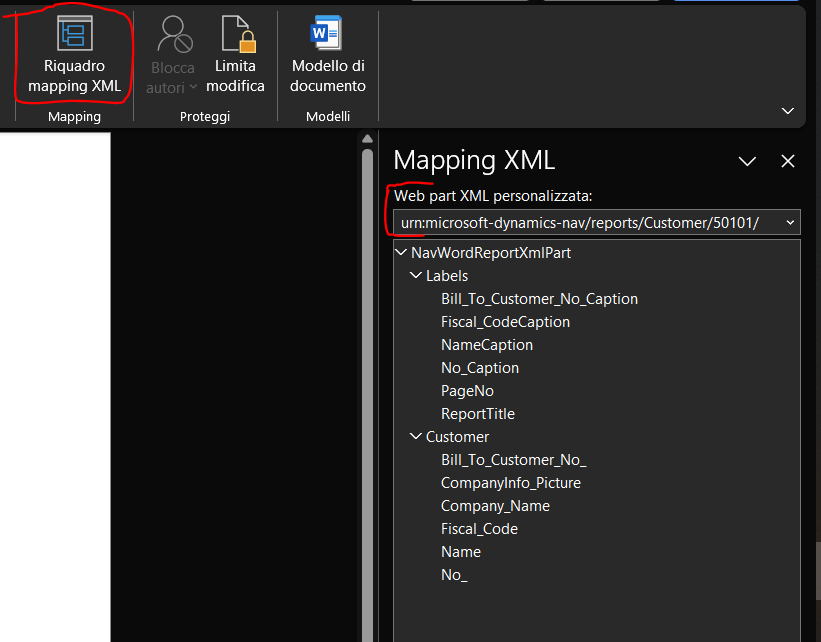 Riquadro
mapping XML
Mapping
Blocca
autori
Limita
modifica
Proteggi
W
Modello di
documento
Modelli
Mapping XML
Web part XML personalizzata:
urn:microsoft-dynamics-nav/reports/Customer/50101/
NavWordReportXmlPart
Labels
Bill_To_Customer_No_Caption
Fiscal_CodeCaption
NameCaption
No_Caption
PageNo
ReportTitle
Customer
Bill_To_Customer_No_
CompanyInfo_Picture
Company_Name
Fiscal_Code
Name
No_